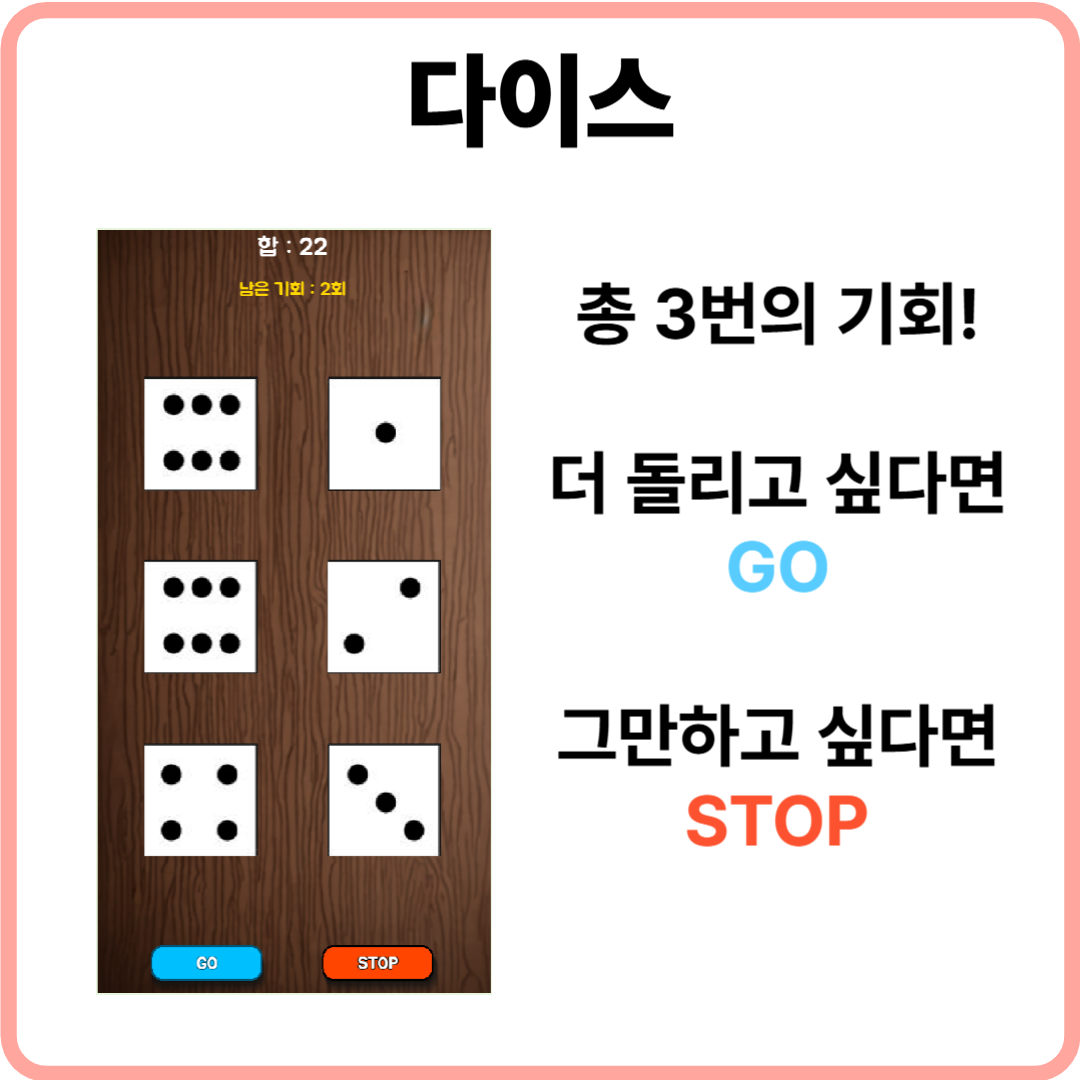 다이스
합 : 22
남은 기회 : 2회
GO
STOP
총 3번의 기회!
더 돌리고 싶다면
GO
그만하고 싶다면
STOP